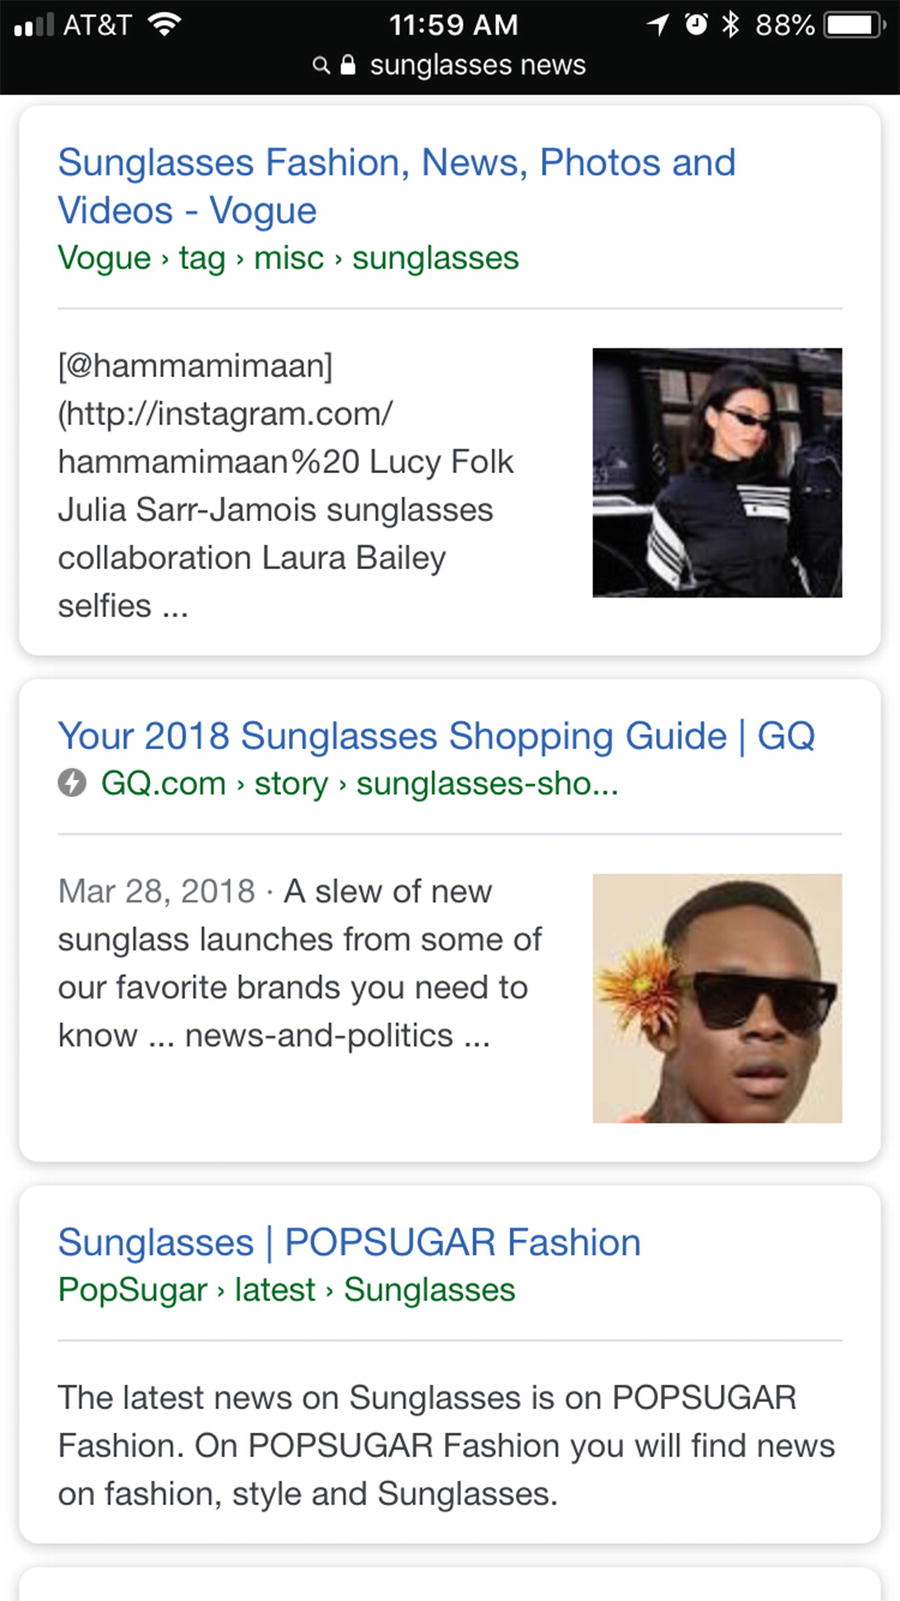 AT&T 11:59 AM 88%
sunglasses news
Sunglasses Fashion, News, Photos and
Videos - Vogue
Vogue › tag › misc › sunglasses
[@hammamimaan]
(http://instagram.com/
hammamimaan%20 Lucy Folk
Julia Sarr-Jamois sunglasses
collaboration Laura Bailey
selfies ...
Your 2018 Sunglasses Shopping Guide | GQ
GQ.com › story › sunglasses-sho...
Mar 28, 2018 · A slew of new
sunglass launches from some of
our favorite brands you need to
know ... news-and-politics ...
Sunglasses | POPSUGAR Fashion
PopSugar › latest › Sunglasses
The latest news on Sunglasses is on POPSUGAR
Fashion. On POPSUGAR Fashion you will find news
on fashion, style and Sunglasses.